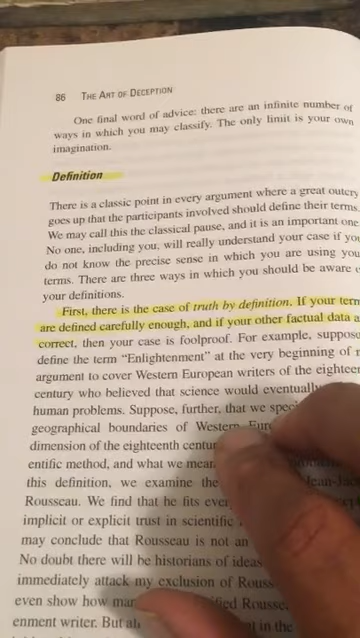 86 THE ART OF DECEPTION
One final word of advice: there are an infinite number of
ways in which you may classify. The only limit is your own
imagination.
Definition
There is a classic point in every argument where a great outcry
goes up that the participants involved should define their terms.
We may call this the classical pause, and it is an important one.
No one, including you, will really understand your case if you
do not know the precise sense in which you are using you
terms. There are three ways in which you should be aware
your definitions.
First, there is the case of truth by definition. If your term
are defined carefully enough, and if your other factual data a
correct, then your case is foolproof. For example, suppose
define the term “Enlightenment” at the very beginning of
argument to cover Western European writers of the eighteen
century who believed that science would eventually
human problems. Suppose, further, that we spec
geographical boundaries of Western Euro
dimension of the eighteenth centur
entific method, and what we mean
this definition, we examine the Jean-Jac
Rousseau. We find that he fits ever
implicit or explicit trust in scientific
may conclude that Rousseau is not an
No doubt there will be historians of ideas
immediately attack my exclusion of Rouss
even show how man fied Rousse
enment writer. But in the